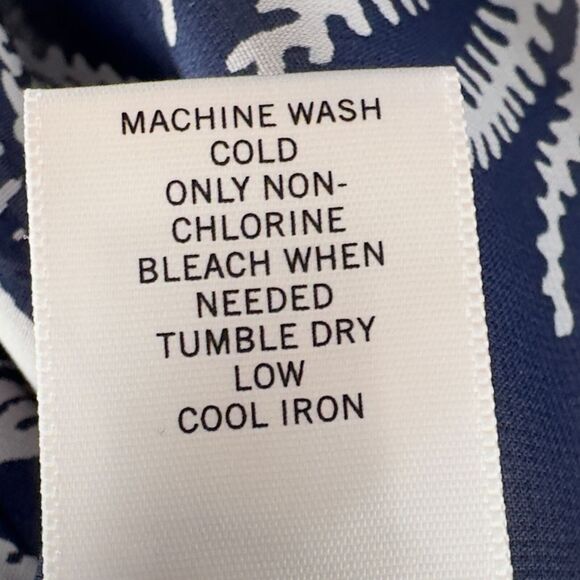 MACHINE WASH
COLD
ONLY NON-
CHLORINE
BLEACH WHEN
NEEDED
TUMBLE DRY
LOW
COOL IRON